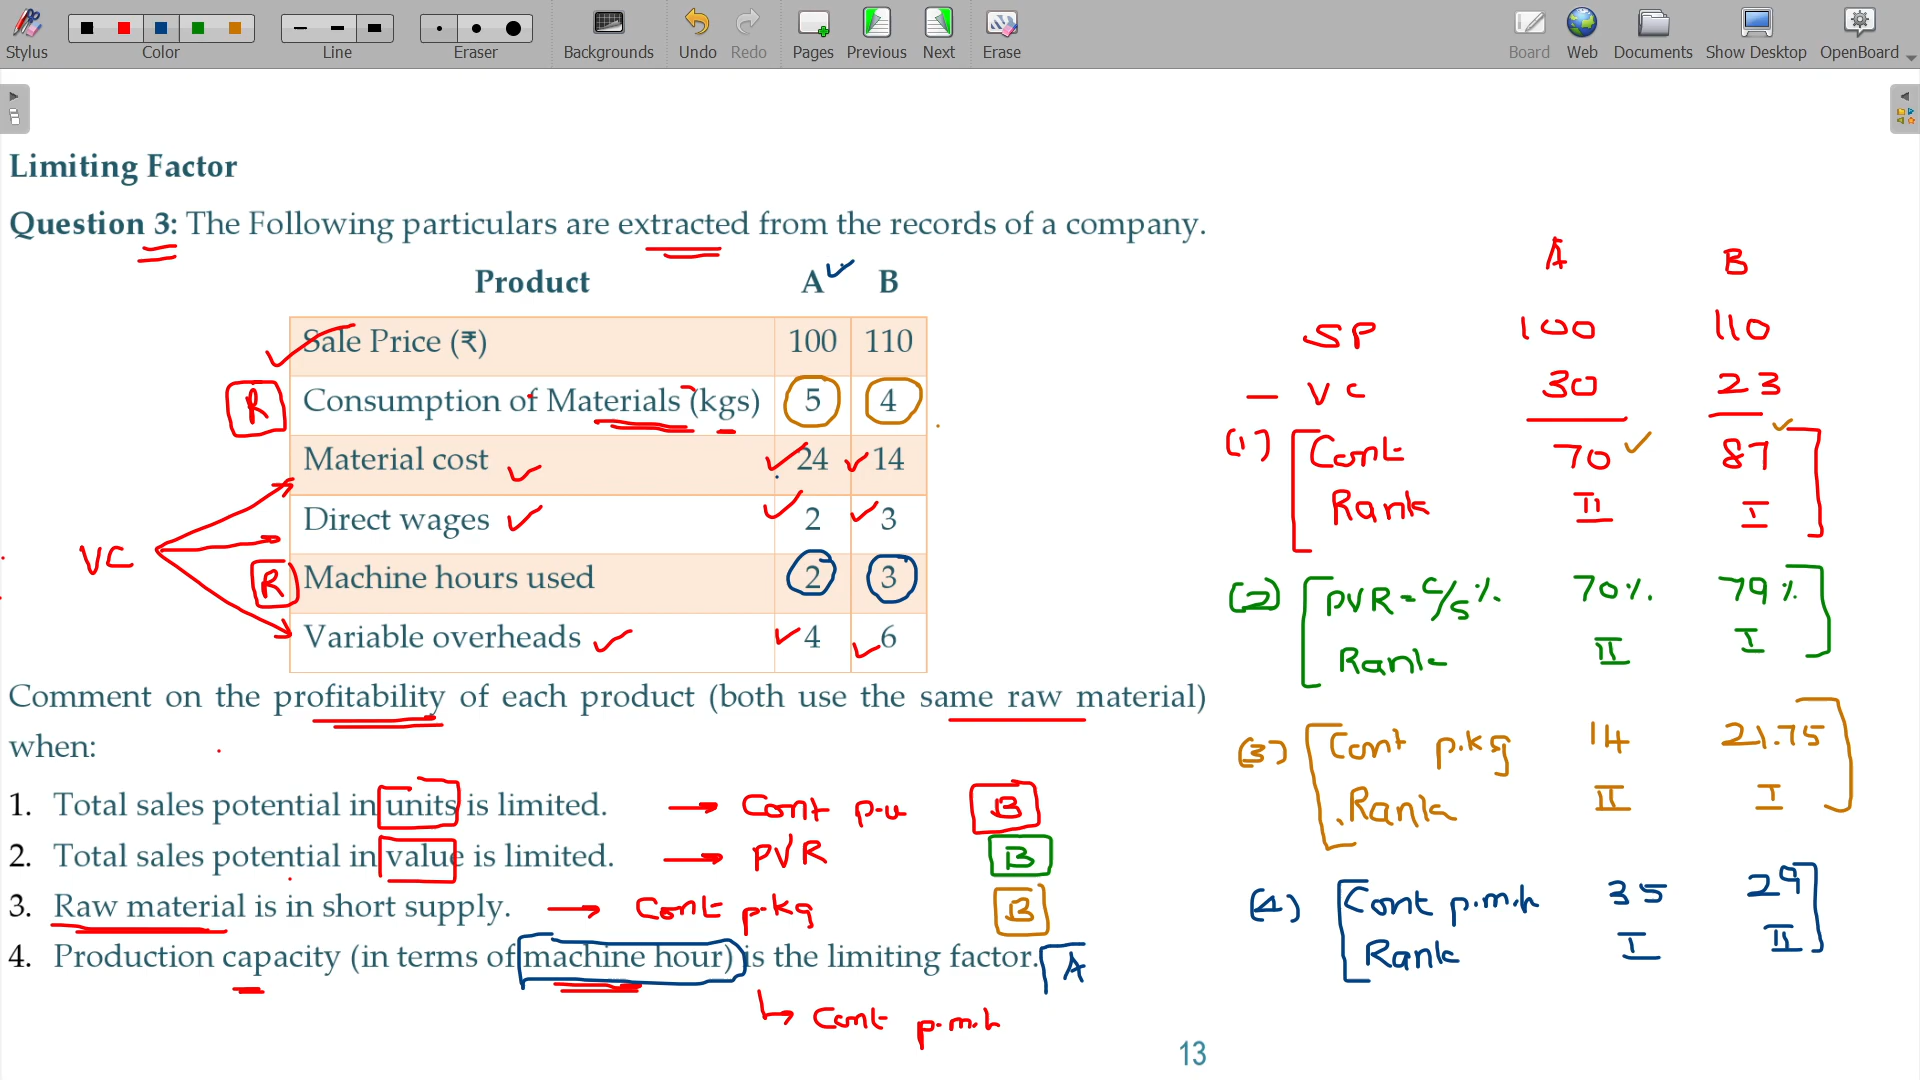 Stylus Color Line Eraser Backgrounds Undo Redo Pages Previous Next Erase Board Web Documents Show Desktop OpenBoard
Limiting Factor
Question 3: The Following particulars are extracted from the records of a company.
Product A B
Sale Price (₹) 100 110
R Consumption of Materials (kgs) 5 4
Material cost 24 14
Direct wages 2 3
VC
R Machine hours used 2 3
Variable overheads 4 6
Comment on the profitability of each product (both use the same raw material)
when:
1. Total sales potential in units is limited. → Cont p.u B
2. Total sales potential in value is limited. → PVR B
3. Raw material is in short supply. → Cont p.kg B
4. Production capacity (in terms of machine hour) is the limiting factor. A
Cont p.m.h
A B
SP 100 110
- VC 30 23
(1) Cont 70 87
Rank II I
(2) PVR = C/S % 70% 79%
Rank II I
(3) Cont p.kg 14 21.75
Rank II I
(4) Cont p.m.h 35 29
Rank I II
13